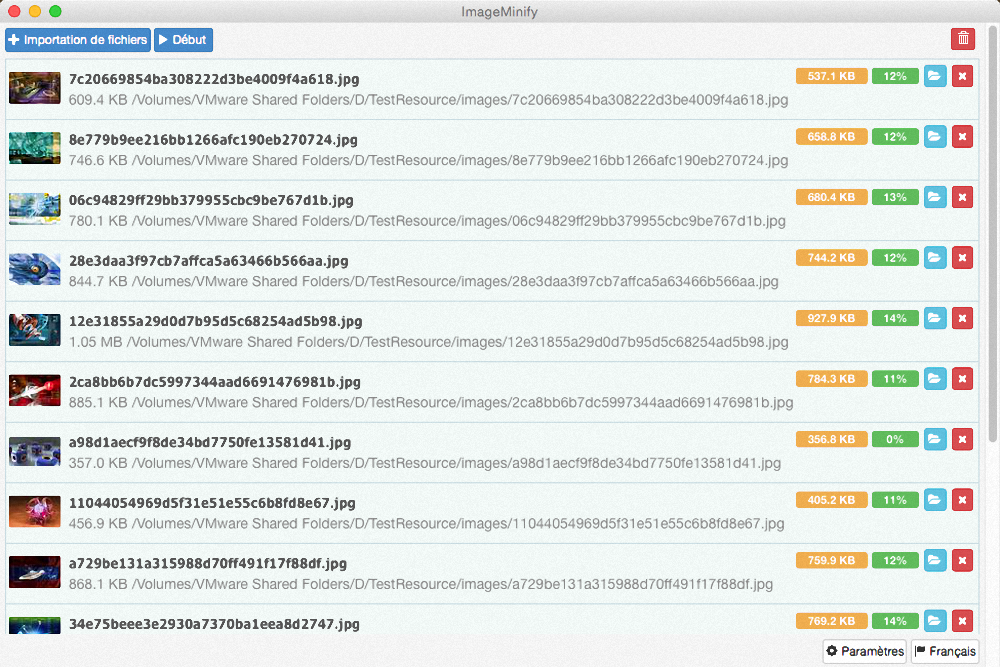 ImageMinify
Importation de fichiers Début
7c20669854ba308222d3be4009f4a618.jpg 537.1 KB 12%
609.4 KB /Volumes/VMware Shared Folders/D/TestResource/images/7c20669854ba308222d3be4009f4a618.jpg
8e779b9ee216bb1266afc190eb270724.jpg 658.8 KB 12%
746.6 KB /Volumes/VMware Shared Folders/D/TestResource/images/8e779b9ee216bb1266afc190eb270724.jpg
06c94829ff29bb379955cbc9be767d1b.jpg 680.4 KB 13%
780.1 KB /Volumes/VMware Shared Folders/D/TestResource/images/06c94829ff29bb379955cbc9be767d1b.jpg
28e3daa3f97cb7affca5a63466b566aa.jpg 744.2 KB 12%
844.7 KB /Volumes/VMware Shared Folders/D/TestResource/images/28e3daa3f97cb7affca5a63466b566aa.jpg
12e31855a29d0d7b95d5c68254ad5b98.jpg 927.9 KB 14%
1.05 MB /Volumes/VMware Shared Folders/D/TestResource/images/12e31855a29d0d7b95d5c68254ad5b98.jpg
2ca8bb6b7dc5997344aad6691476981b.jpg 784.3 KB 11%
885.1 KB /Volumes/VMware Shared Folders/D/TestResource/images/2ca8bb6b7dc5997344aad6691476981b.jpg
a98d1aecf9f8de34bd7750fe13581d41.jpg 356.8 KB 0%
357.0 KB /Volumes/VMware Shared Folders/D/TestResource/images/a98d1aecf9f8de34bd7750fe13581d41.jpg
11044054969d5f31e51e55c6b8fd8e67.jpg 405.2 KB 11%
456.9 KB /Volumes/VMware Shared Folders/D/TestResource/images/11044054969d5f31e51e55c6b8fd8e67.jpg
a729be131a315988d70ff491f17f88df.jpg 759.9 KB 12%
868.1 KB /Volumes/VMware Shared Folders/D/TestResource/images/a729be131a315988d70ff491f17f88df.jpg
34e75beee3e2930a7370ba1eea8d2747.jpg 769.2 KB 14%
Paramètres Français